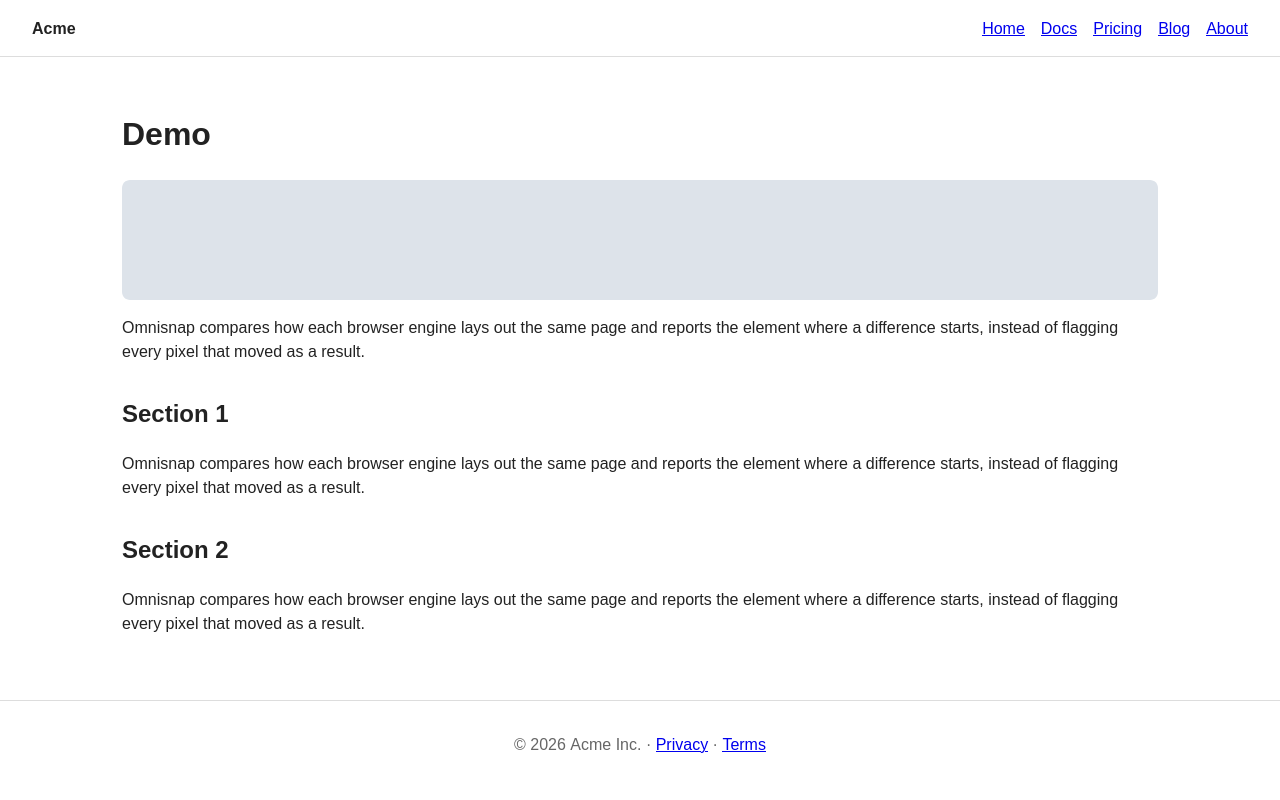 Acme
Home Docs Pricing Blog About
Demo
Omnisnap compares how each browser engine lays out the same page and reports the element where a difference starts, instead of flagging
every pixel that moved as a result.
Section 1
Omnisnap compares how each browser engine lays out the same page and reports the element where a difference starts, instead of flagging
every pixel that moved as a result.
Section 2
Omnisnap compares how each browser engine lays out the same page and reports the element where a difference starts, instead of flagging
every pixel that moved as a result.
© 2026 Acme Inc. · Privacy · Terms